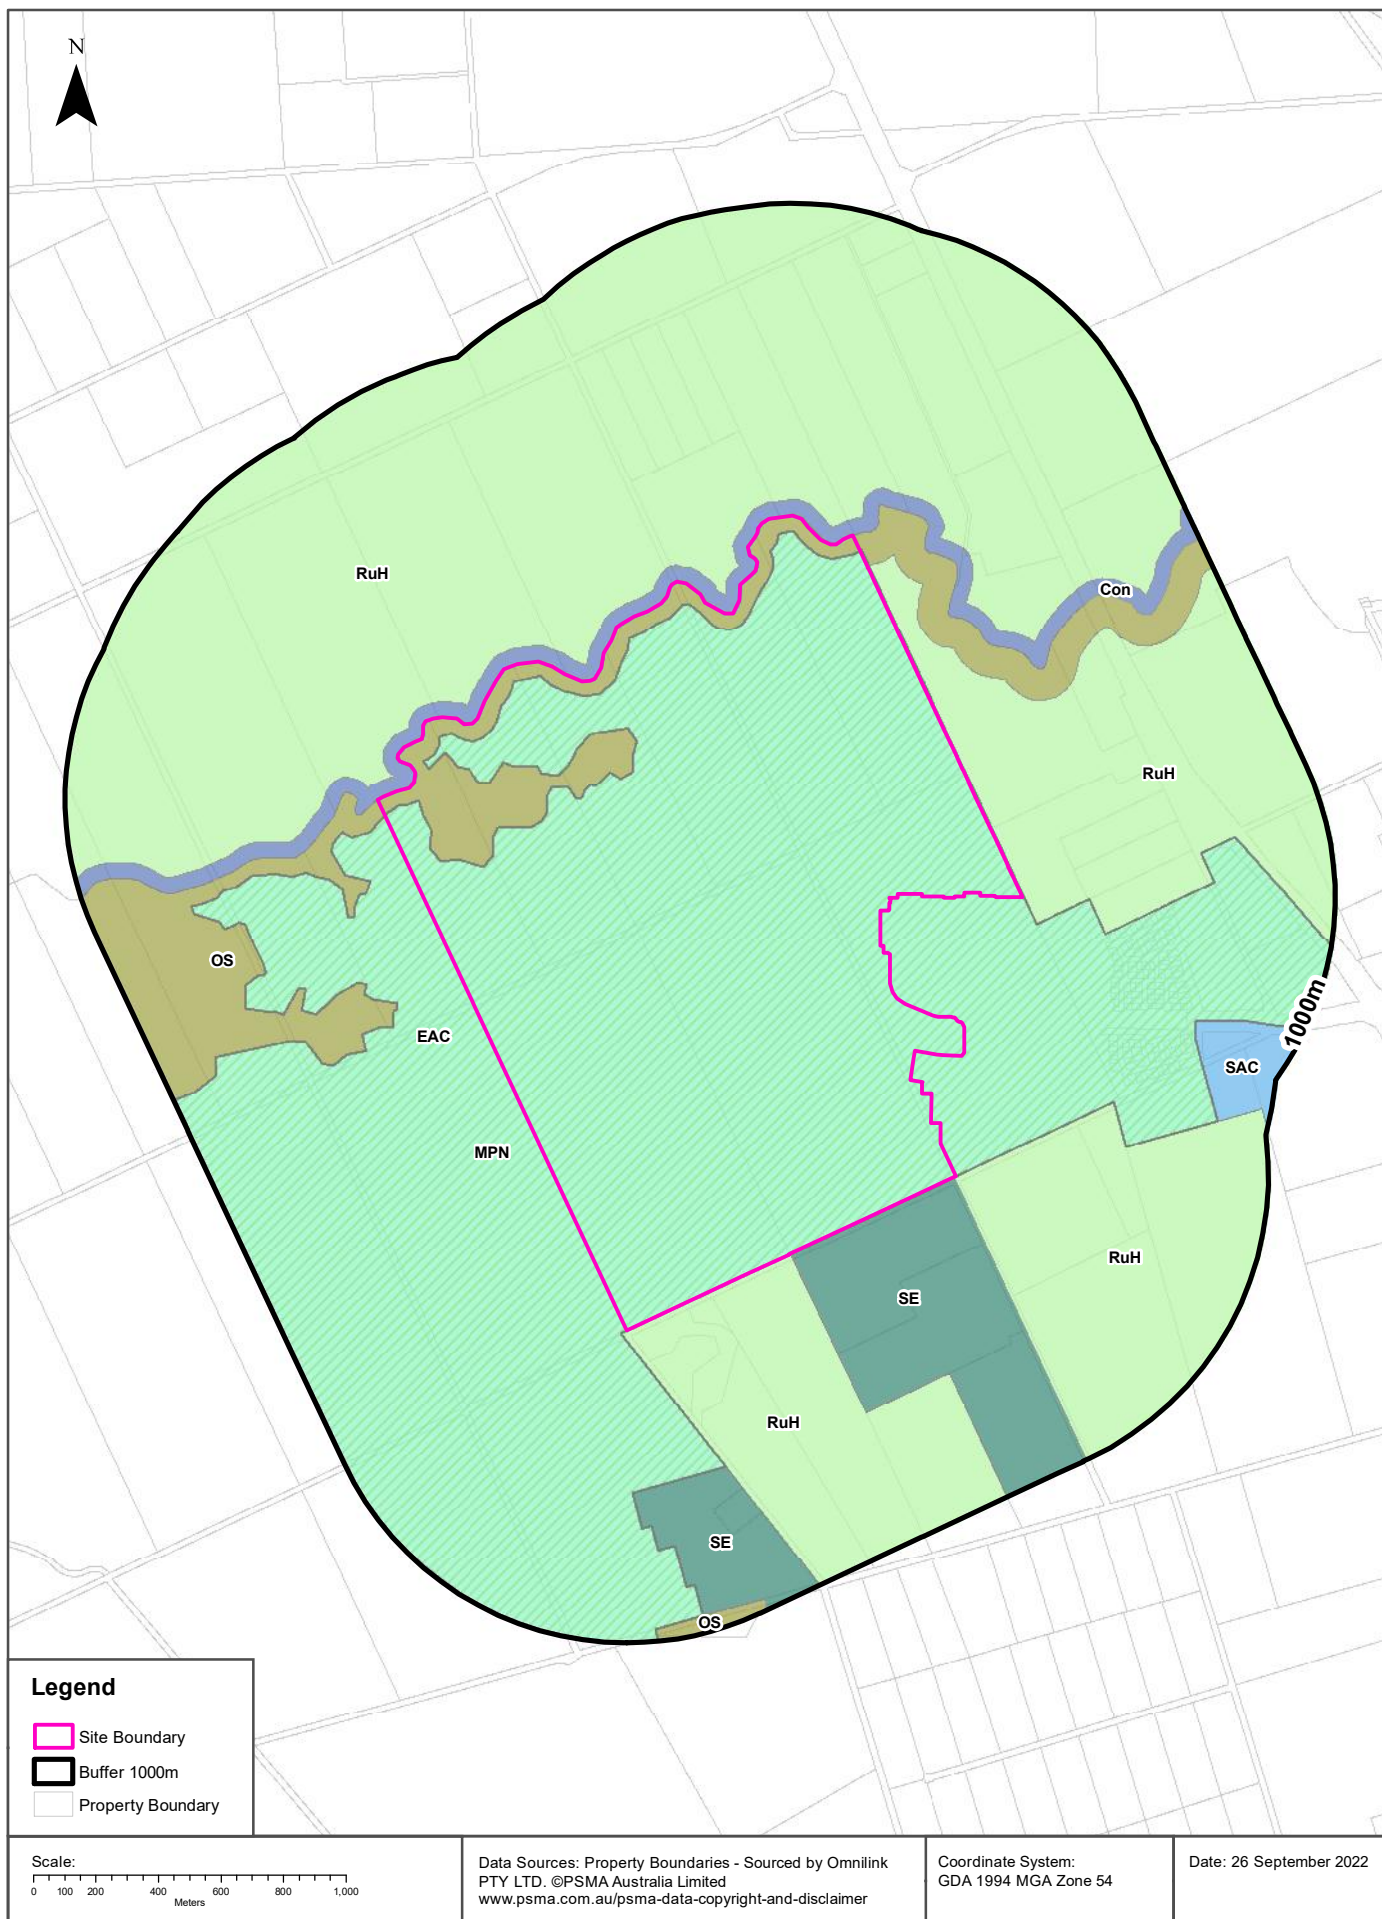 N
RuH
Con
RuH
OS
EAC
1000m
SAC
MPN
RuH
SE
RuH
SE
OS
Legend
Site Boundary
Buffer 1000m
Property Boundary
Scale:
0 100 200 400 600 800 1,000
Meters
Data Sources: Property Boundaries - Sourced by Omnilink
PTY LTD. ©PSMA Australia Limited
www.psma.com.au/psma-data-copyright-and-disclaimer
Coordinate System:
GDA 1994 MGA Zone 54
Date: 26 September 2022